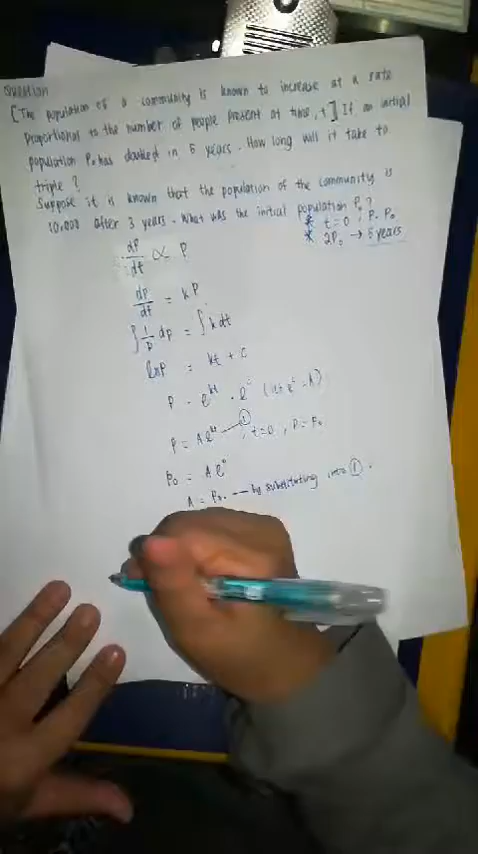 Question
[The population of a community is known to increase at a rate
proportional to the number of people present at time, t] If an initial
population P₀ has doubled in 5 years. How long will it take to
triple ?
Suppose it is known that the population of the community is
10,000 after 3 years. What was the initial population P₀ ?
* t = 0, P = P₀
* 2P₀ → 5 years
dP/dt ∝ P
dP/dt = kP
∫ 1/P dP = ∫ k dt
ln P = kt + c
P = e^kt · e^c (let e^c = A)
P = Ae^kt — ① , t = 0 , P = P₀
P₀ = A e^0
A = P₀. — by substituting into ①.